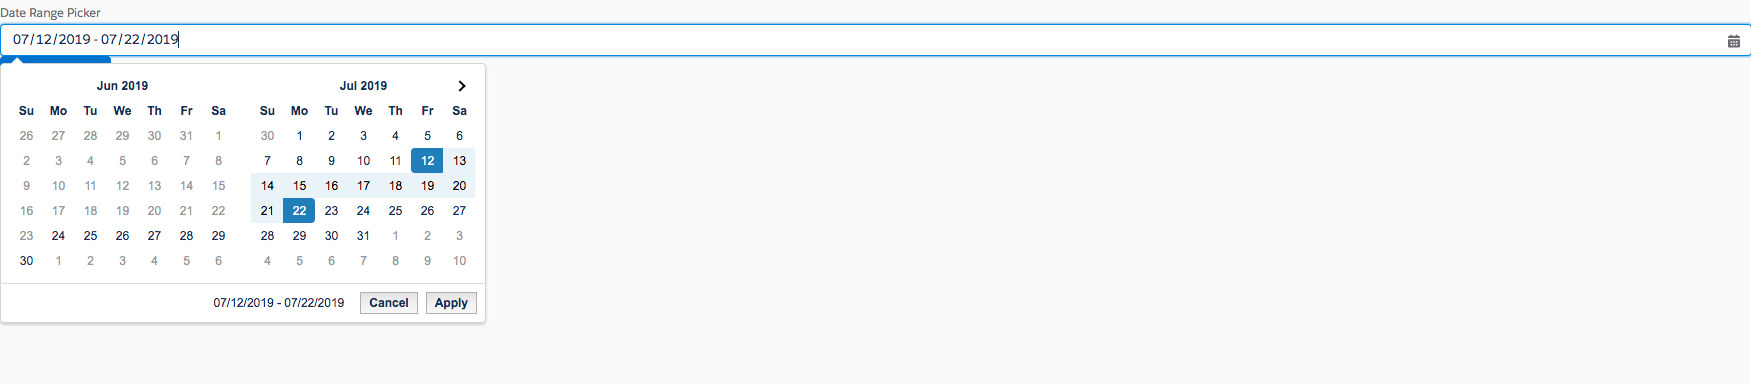 Date Range Picker
07/12/2019 - 07/22/2019
Jun 2019
Su Mo Tu We Th Fr Sa
26 27 28 29 30 31 1
2 3 4 5 6 7 8
9 10 11 12 13 14 15
16 17 18 19 20 21 22
23 24 25 26 27 28 29
30 1 2 3 4 5 6
Jul 2019
Su Mo Tu We Th Fr Sa
30 1 2 3 4 5 6
7 8 9 10 11 12 13
14 15 16 17 18 19 20
21 22 23 24 25 26 27
28 29 30 31 1 2 3
4 5 6 7 8 9 10
07/12/2019 - 07/22/2019 Cancel Apply